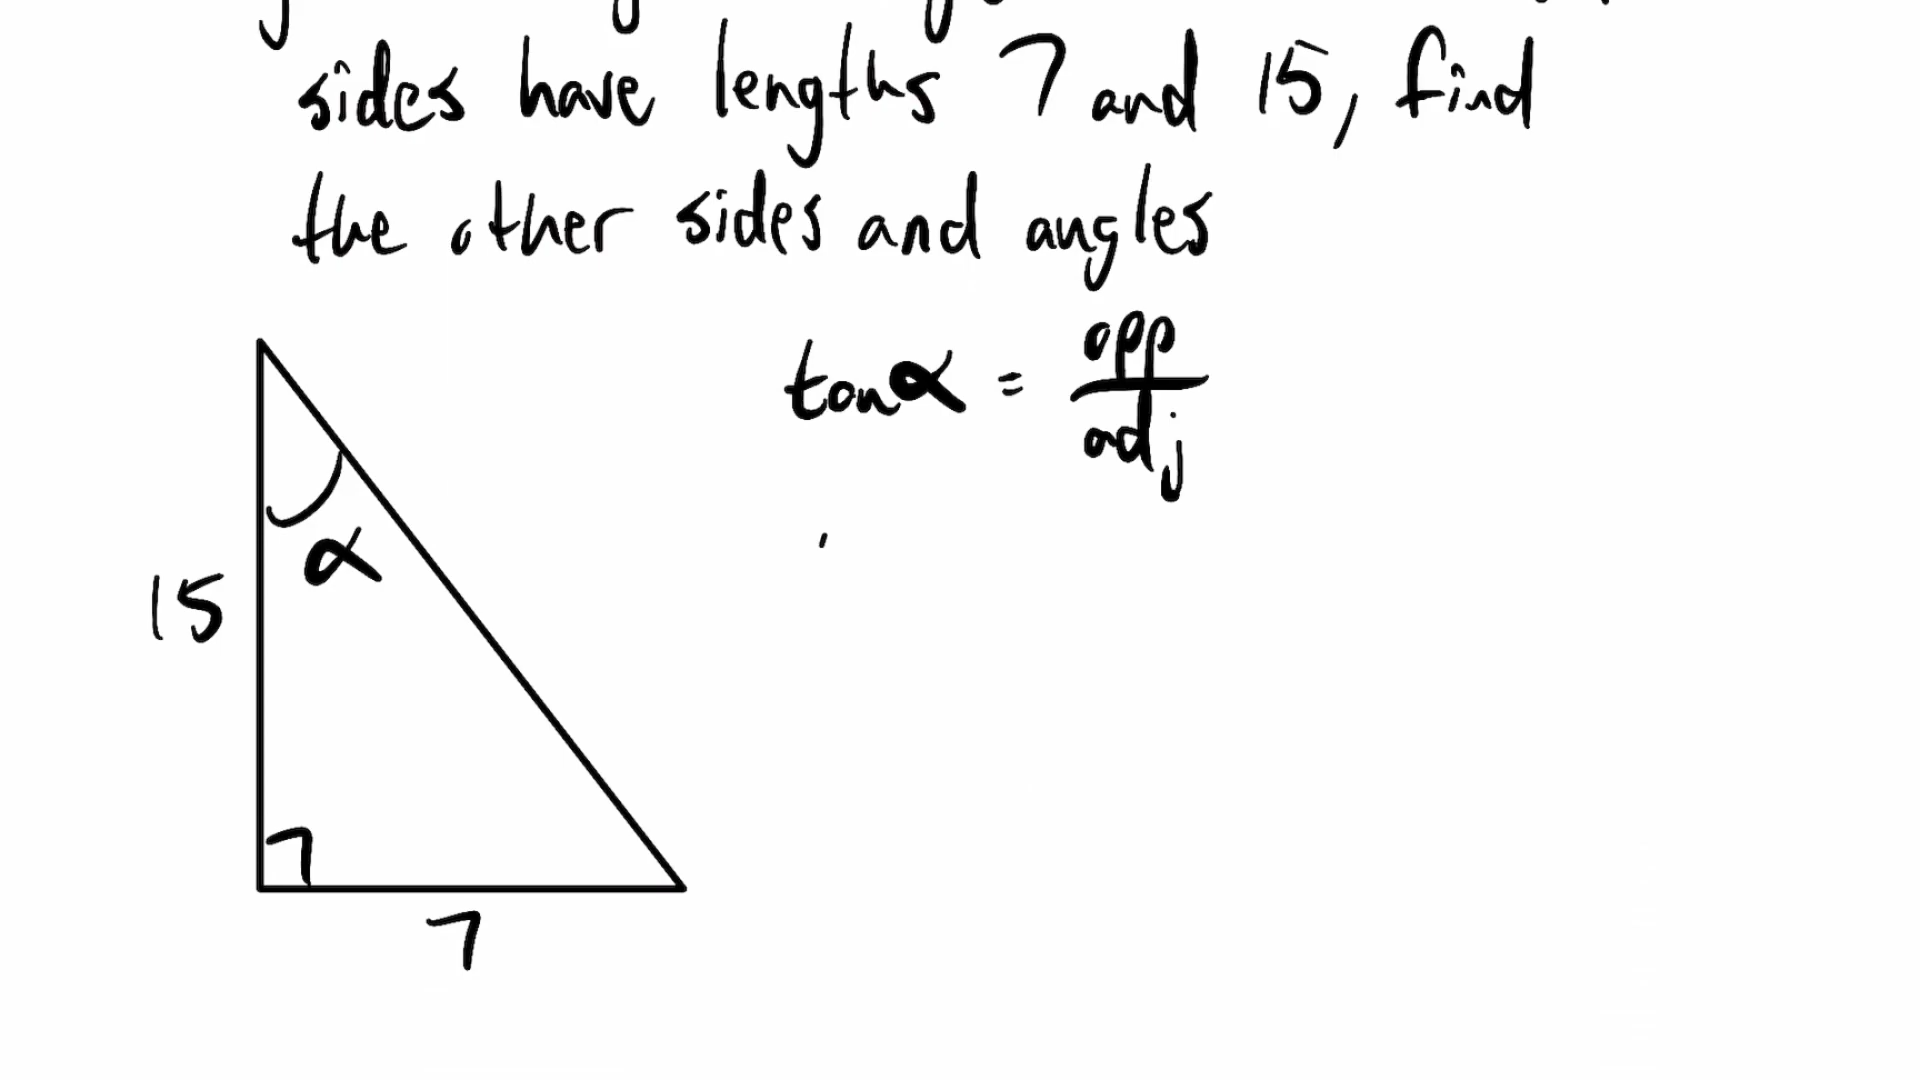 sides have lengths 7 and 15, find
the other sides and angles
tan α = opp/adj
α
15
7